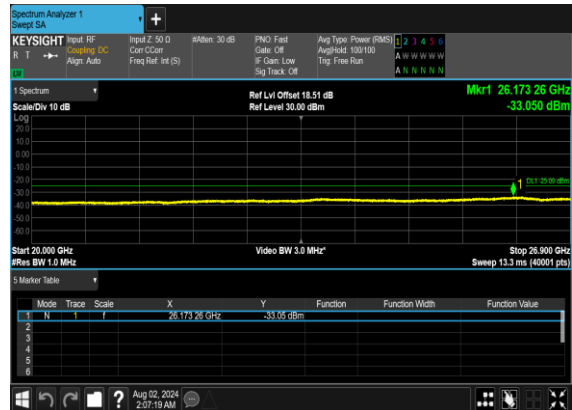 Spectrum Analyzer 1
Swept SA
+
KEYSIGHT Input: RF Input Z: 50 Ω #Atten: 30 dB PNO: Fast Avg Type: Power (RMS) 1 2 3 4 5 6
R T Coupling: DC Corr CCorr Gate: Off Avg|Hold: 100/100 A W W W W W
Align: Auto Freq Ref: Int (S) IF Gain: Low Trig: Free Run
Sig Track: Off A N N N N N
LV
1 Spectrum
Ref Lvl Offset 18.51 dB Mkr1 26.173 26 GHz
Scale/Div 10 dB Ref Level 30.00 dBm -33.050 dBm
Log
20.0
10.0
0.00
-10.0
-20.0
1 DL1 -25.00 dBm
-30.0
-40.0
-50.0
-60.0
Start 20.000 GHz Video BW 3.0 MHz* Stop 26.900 GHz
#Res BW 1.0 MHz Sweep 13.3 ms (40001 pts)
5 Marker Table
Mode Trace Scale X Y Function Function Width Function Value
1 N 1 f 26.173 26 GHz -33.05 dBm
2
3
4
5
6
? Aug 02, 2024
2:07:19 AM